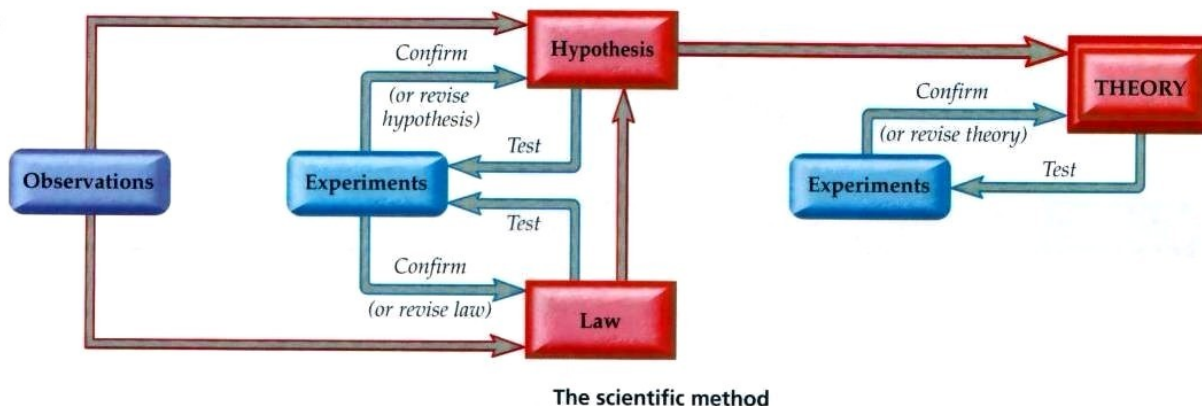 Confirm
(or revise
hypothesis)
Hypothesis
Test
Observations
Experiments
Test
Confirm
(or revise law)
Law
THEORY
Confirm
(or revise theory)
Experiments
Test
The scientific method